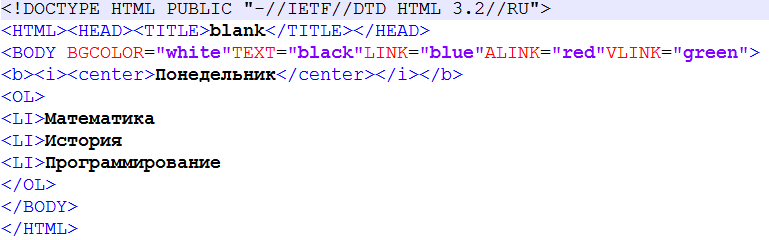 <!DOCTYPE HTML PUBLIC "-//IETF//DTD HTML 3.2//RU">
<HTML><HEAD><TITLE>blank</TITLE></HEAD>
<BODY BGCOLOR="white"TEXT="black"LINK="blue"ALINK="red"VLINK="green">
<b><i><center>Понедельник</center></i></b>
<OL>
<LI>Математика
<LI>История
<LI>Программирование
</OL>
</BODY>
</HTML>